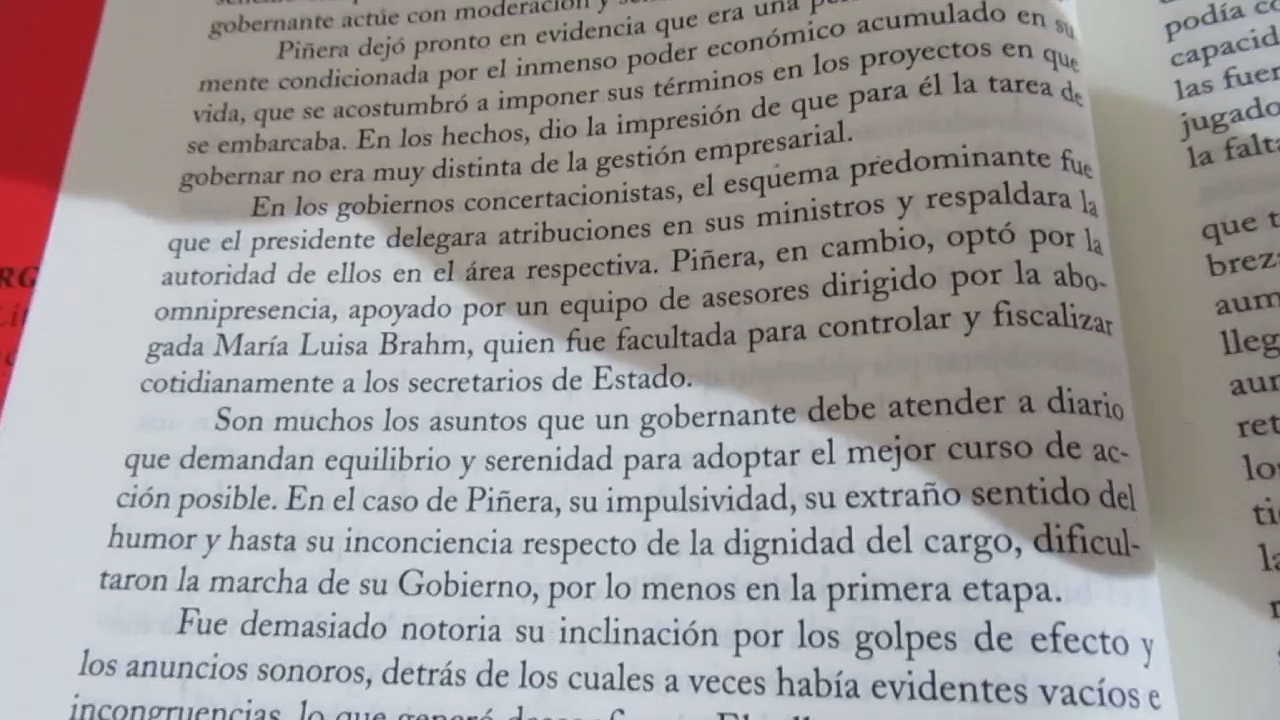 gobernante actúe con moderación y
Piñera dejó pronto en evidencia que era una
mente condicionada por el inmenso poder económico acumulado en su
vida, que se acostumbró a imponer sus términos en los proyectos en que
se embarcaba. En los hechos, dio la impresión de que para él la tarea de
gobernar no era muy distinta de la gestión empresarial.
En los gobiernos concertacionistas, el esquema predominante fue
que el presidente delegara atribuciones en sus ministros y respaldara la
autoridad de ellos en el área respectiva. Piñera, en cambio, optó por la
omnipresencia, apoyado por un equipo de asesores dirigido por la abo-
gada María Luisa Brahm, quien fue facultada para controlar y fiscalizar
cotidianamente a los secretarios de Estado.
Son muchos los asuntos que un gobernante debe atender a diario
que demandan equilibrio y serenidad para adoptar el mejor curso de ac-
ción posible. En el caso de Piñera, su impulsividad, su extraño sentido del
humor y hasta su inconciencia respecto de la dignidad del cargo, dificul-
taron la marcha de su Gobierno, por lo menos en la primera etapa.
Fue demasiado notoria su inclinación por los golpes de efecto y
los anuncios sonoros, detrás de los cuales a veces había evidentes vacíos e
incongruencias, lo que generó
podía
capacid
las fuer
jugado
la falta
que t
brez
aum
lleg
aun
ret
lo
ti
la
RG